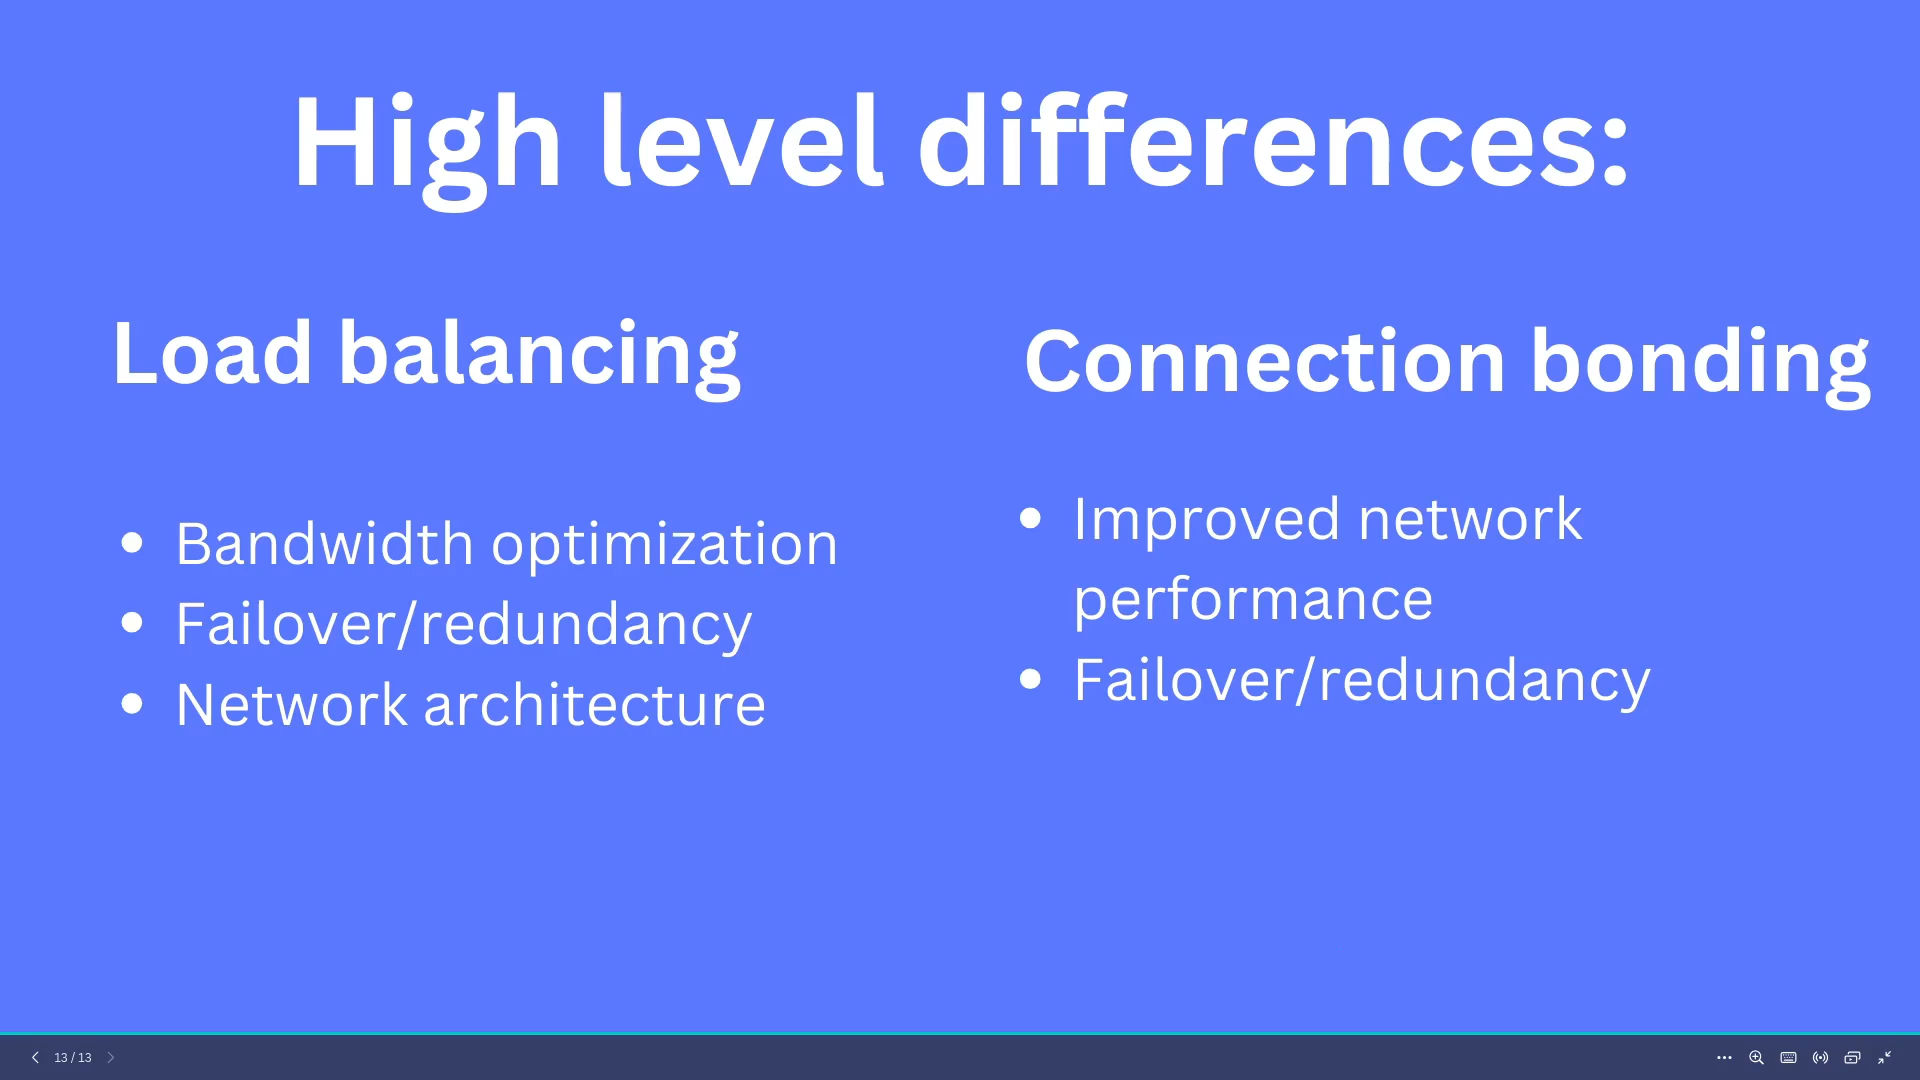 High level differences:
Load balancing
• Bandwidth optimization
• Failover/redundancy
• Network architecture
Connection bonding
• Improved network
performance
• Failover/redundancy
13 / 13